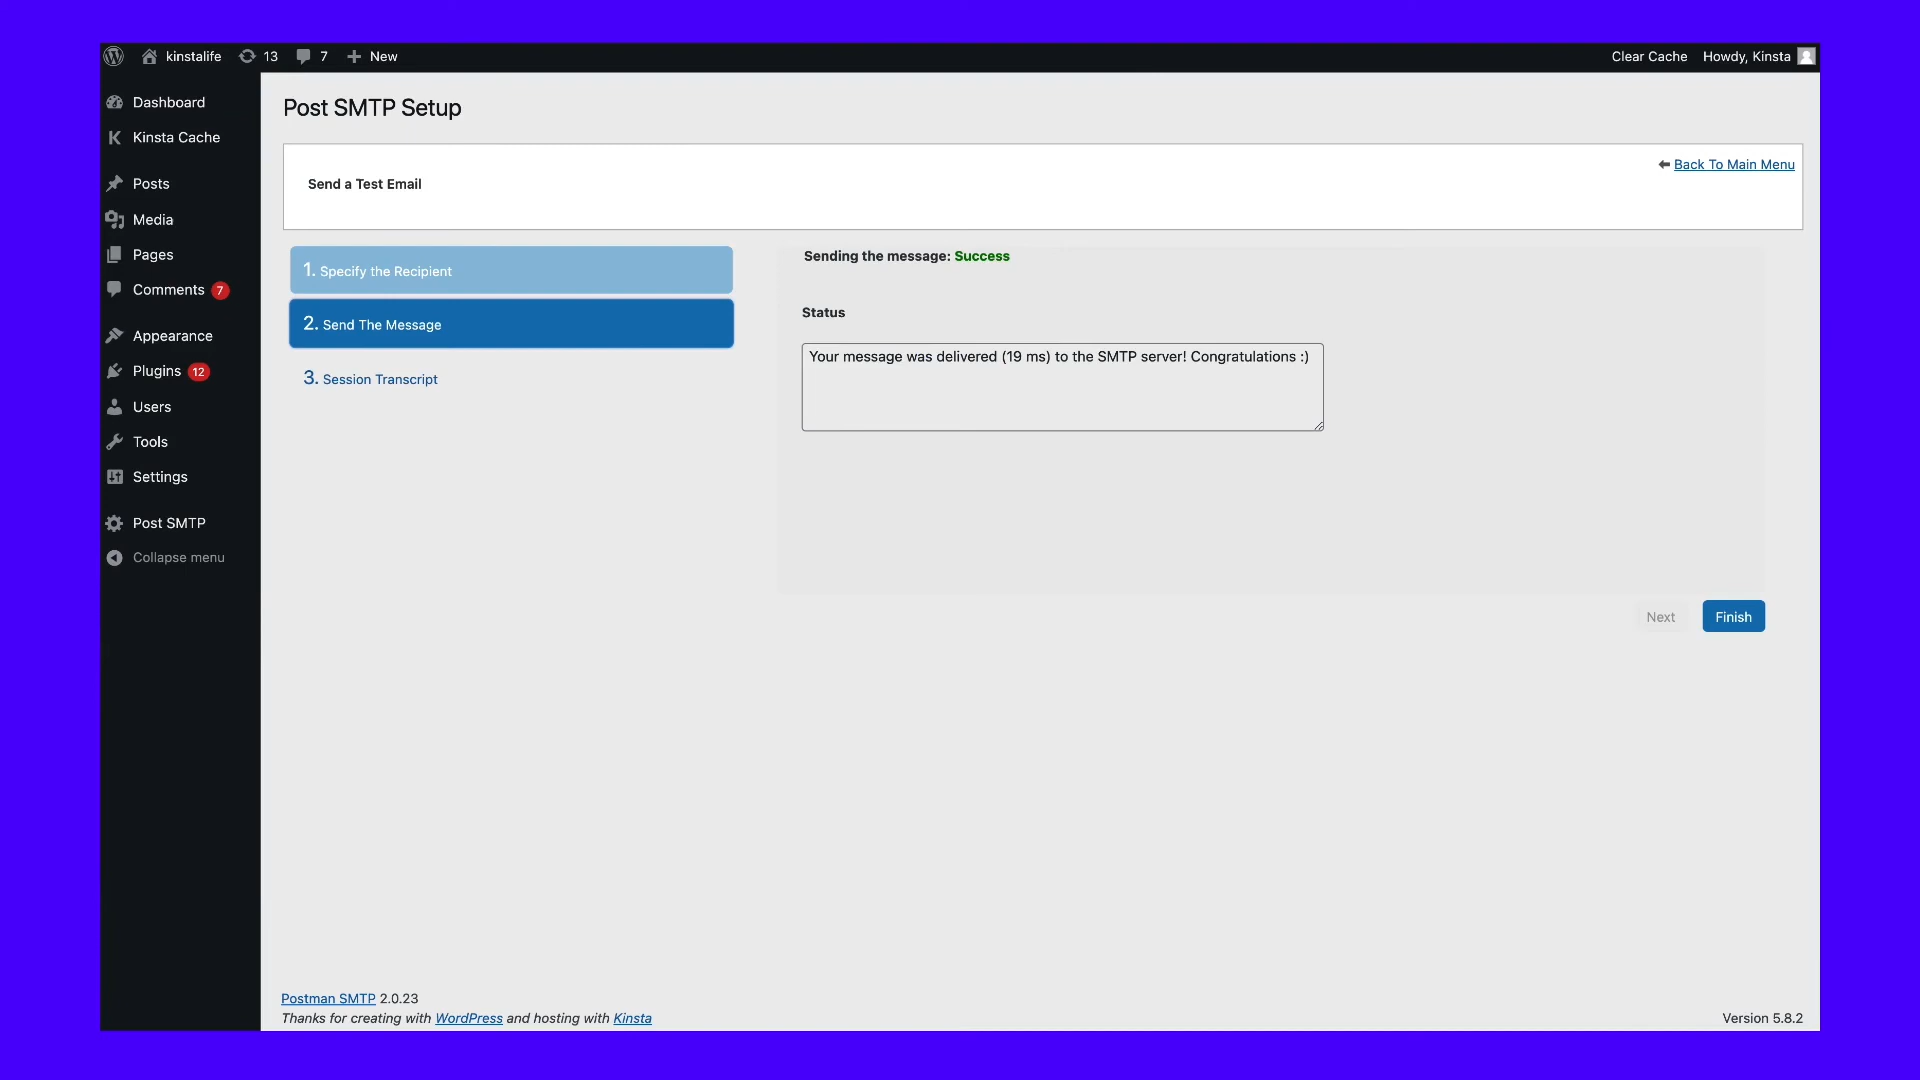 kinstalife 13 7 New Clear Cache Howdy, Kinsta
Dashboard
Kinsta Cache
Posts
Media
Pages
Comments 7
Appearance
Plugins 12
Users
Tools
Settings
Post SMTP
Collapse menu
Post SMTP Setup
Back To Main Menu
Send a Test Email
1. Specify the Recipient
2. Send The Message
3. Session Transcript
Sending the message: Success
Status
Your message was delivered (19 ms) to the SMTP server! Congratulations :)
Next Finish
Postman SMTP 2.0.23
Thanks for creating with WordPress and hosting with Kinsta
Version 5.8.2